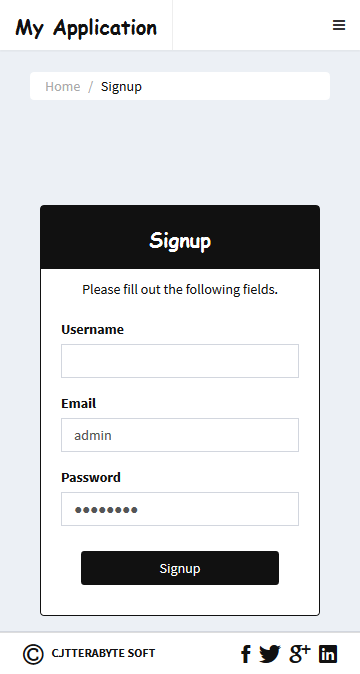 My Application
Home / Signup
Signup
Please fill out the following fields.
Username
Email
admin
Password
••••••••
Signup
© CJTTERABYTE SOFT